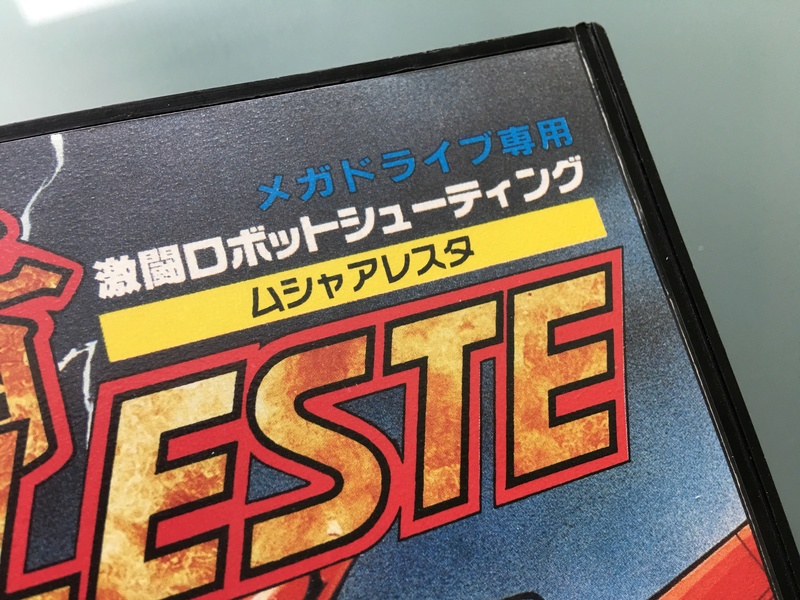 メガドライブ専用
激闘ロボットシューティング
ムシャアレスタ
LESTE